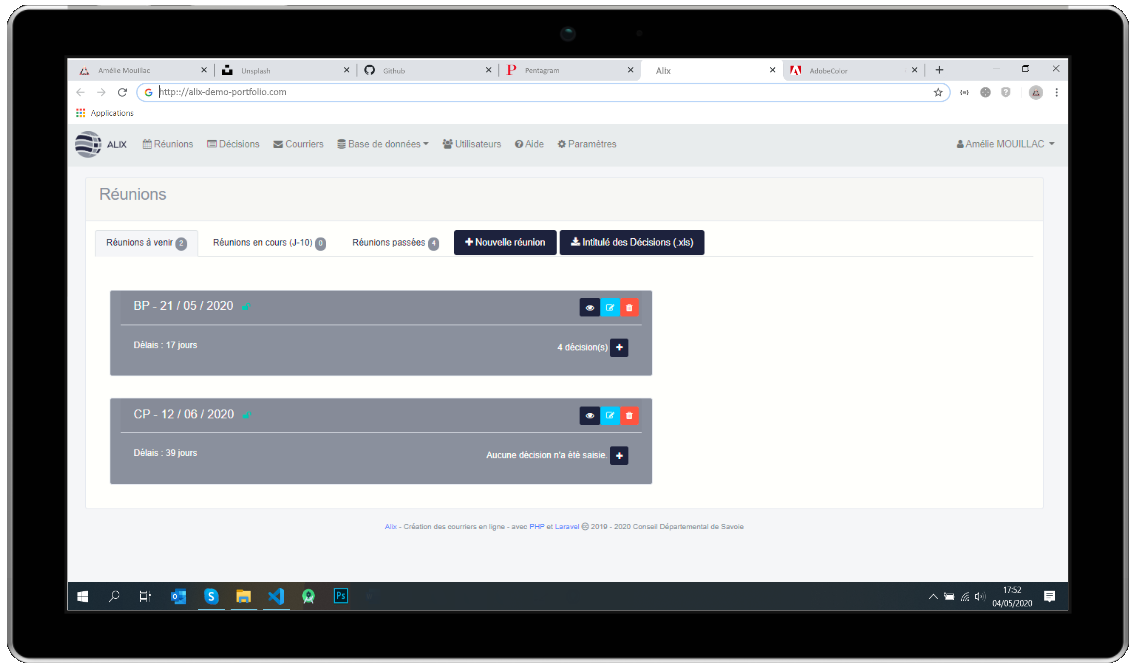 Amélie Mouillac
Unsplash
Github
P Pentagram
Alix
AdobeColor
http://alix-demo-portfolio.com
Applications
ALIX Réunions Décisions Courriers Base de données Utilisateurs Aide Paramètres Amélie MOUILLAC
Réunions
Réunions à venir 2 Réunions en cours (J-10) 0 Réunions passées 4 Nouvelle réunion Intitulé des Décisions (.xls)
BP - 21 / 05 / 2020
Délais : 17 jours 4 décision(s)
CP - 12 / 06 / 2020
Délais : 39 jours Aucune décision n'a été saisie.
Alix - Création des courriers en ligne - avec PHP et Laravel © 2019 - 2020 Conseil Départemental de Savoie
Ps
17:52
04/05/2020